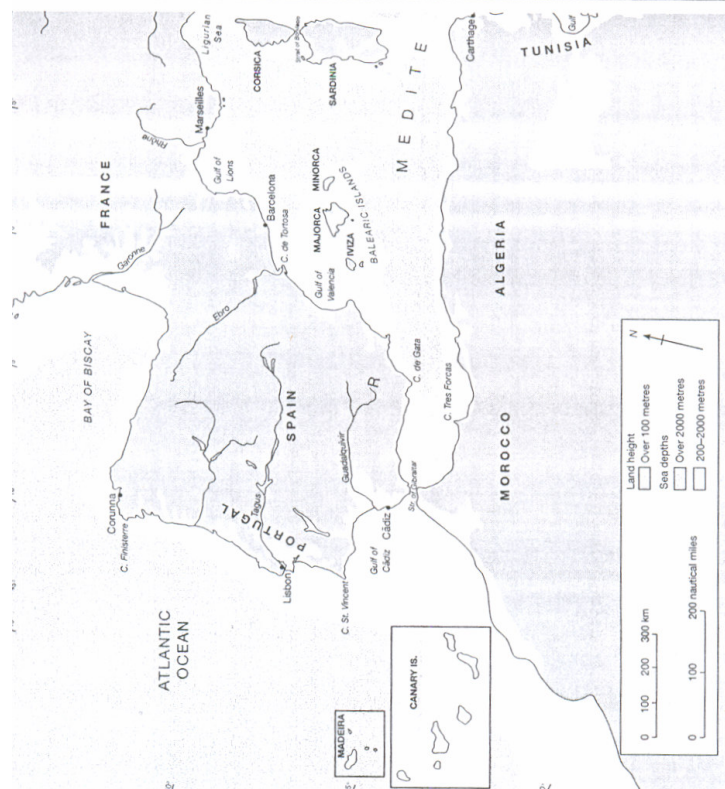 FRANCE
Ligurian
Sea
CORSICA
SARDINIA
Marseilles
Rhône
Gulf of
Lions
Garonne
BAY OF BISCAY
Corunna
C. Finisterre
Ebro
Barcelona
C. de Tortosa
MINORCA
MAJORCA
IVIZA
BALEARIC ISLANDS
Gulf of
Valencia
SPAIN
PORTUGAL
Tagus
Lisbon
Guadalquivir
C. St. Vincent
Gulf of
Cádiz
Cádiz
Str. of Gibraltar
C. de Gata
C. Tres Forcas
MEDITE
R
ATLANTIC
OCEAN
MADEIRA
CANARY IS.
MOROCCO
ALGERIA
TUNISIA
Carthage
Gulf
Land height
Over 100 metres
Sea depths
Over 2000 metres
200–2000 metres
N
0 100 200 300 km
0 100 200 nautical miles